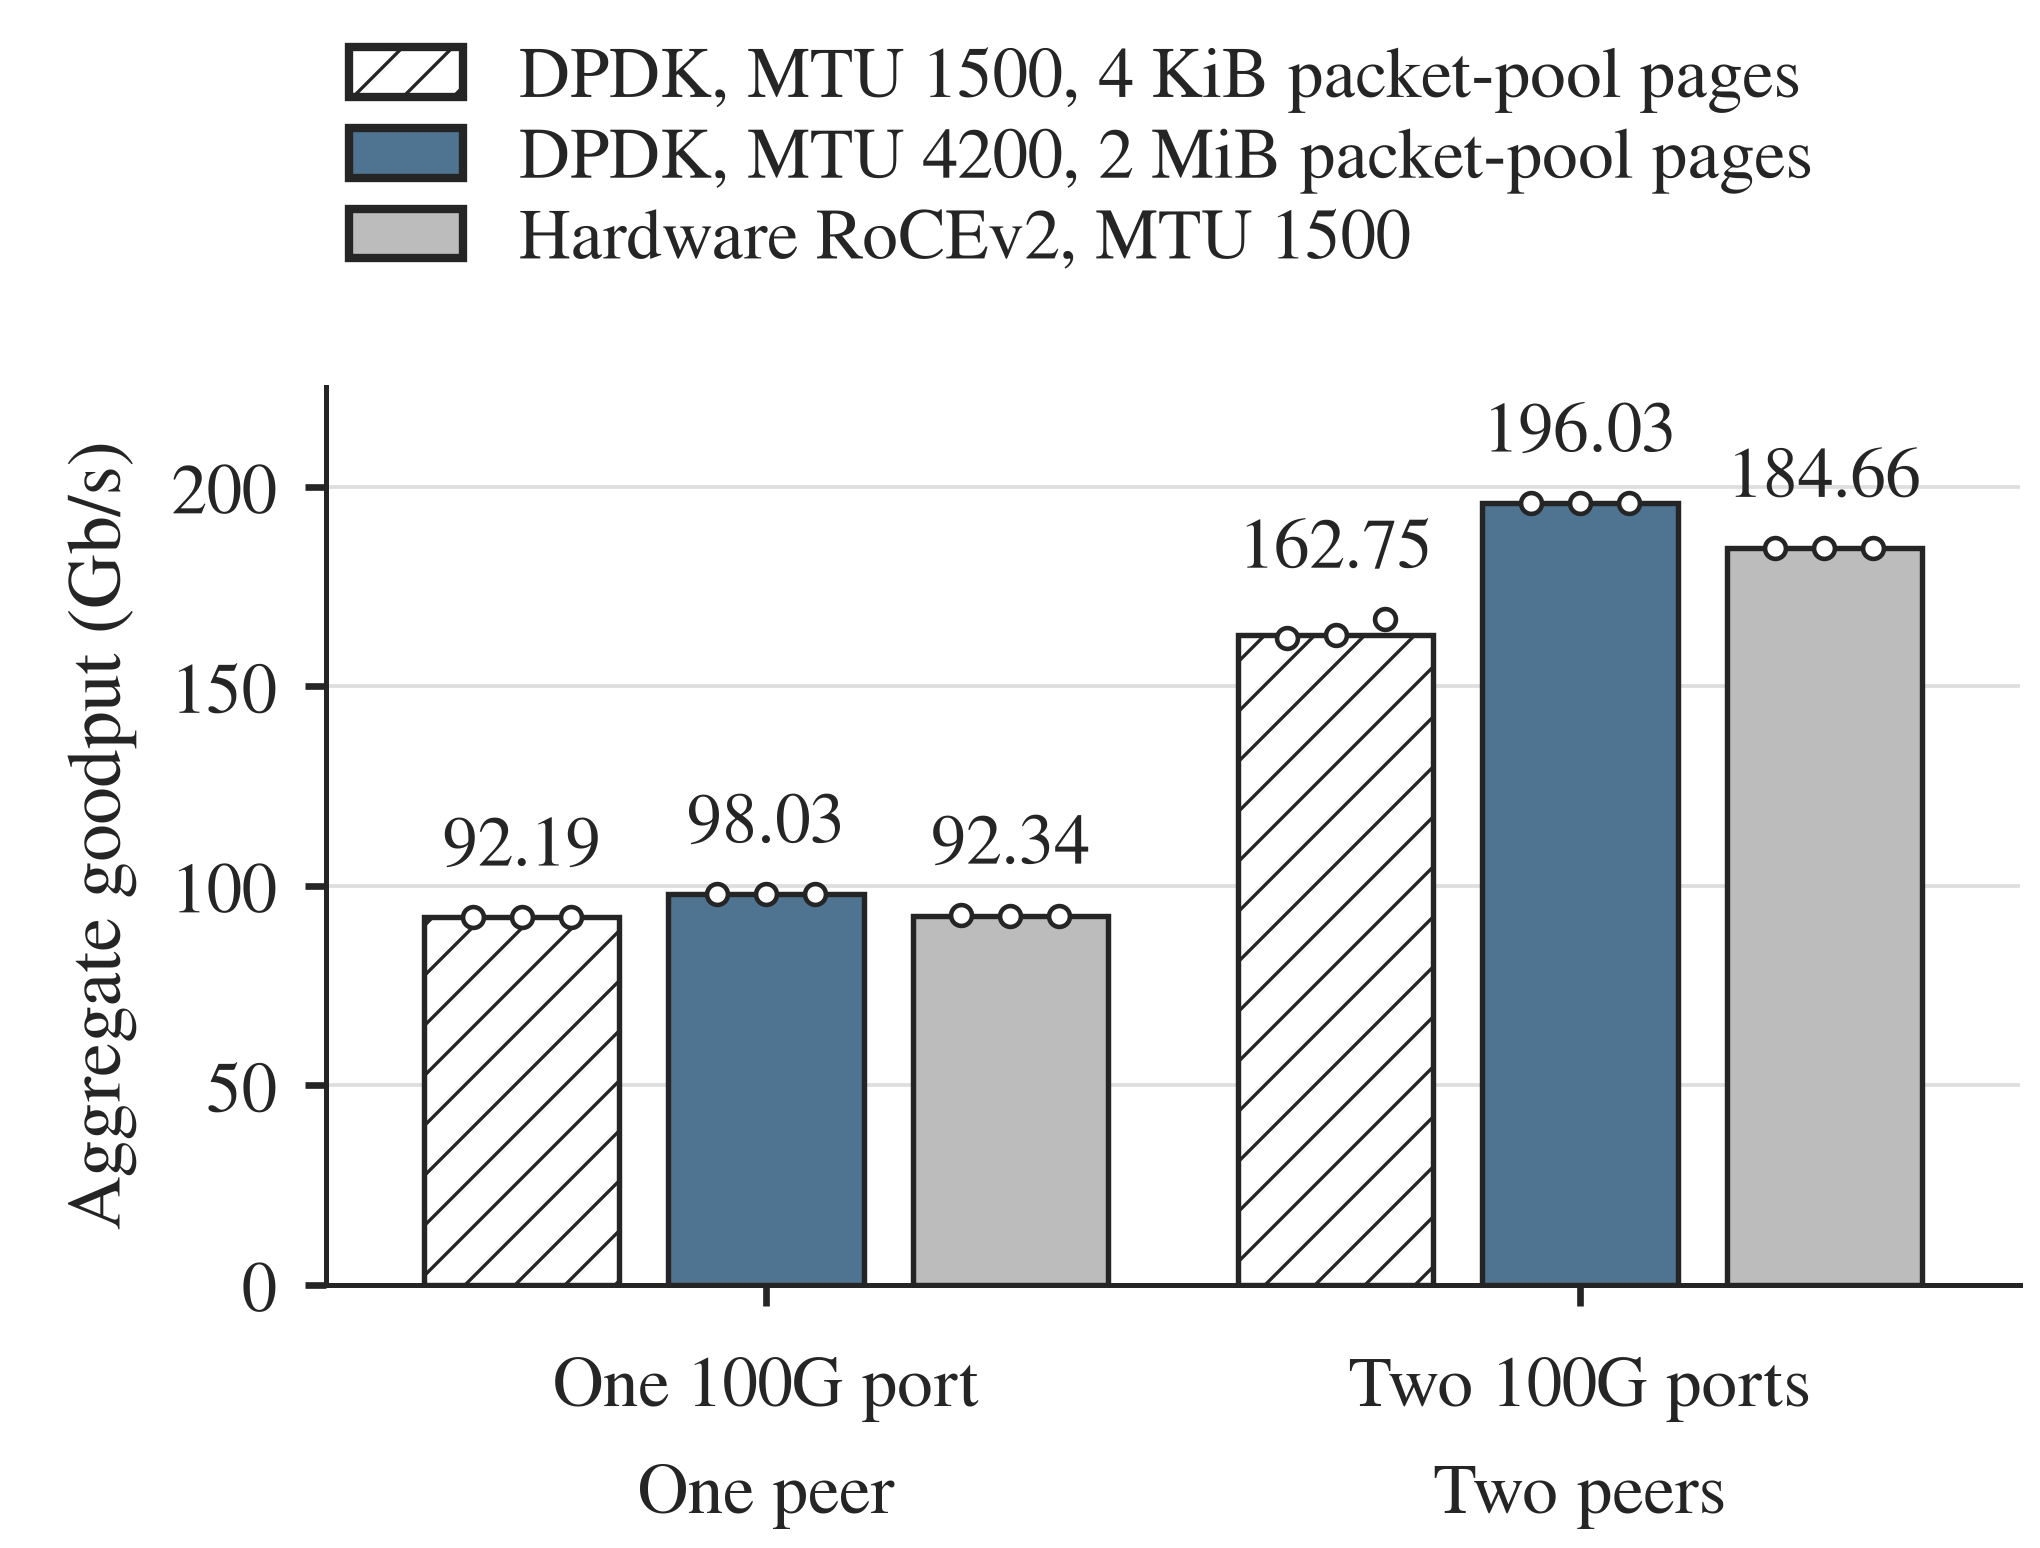 DPDK, MTU 1500, 4 KiB packet-pool pages
DPDK, MTU 4200, 2 MiB packet-pool pages
Hardware RoCEv2, MTU 1500
Aggregate goodput (Gb/s)
200
150
100
50
0
92.19
98.03
92.34
162.75
196.03
184.66
One 100G port
One peer
Two 100G ports
Two peers